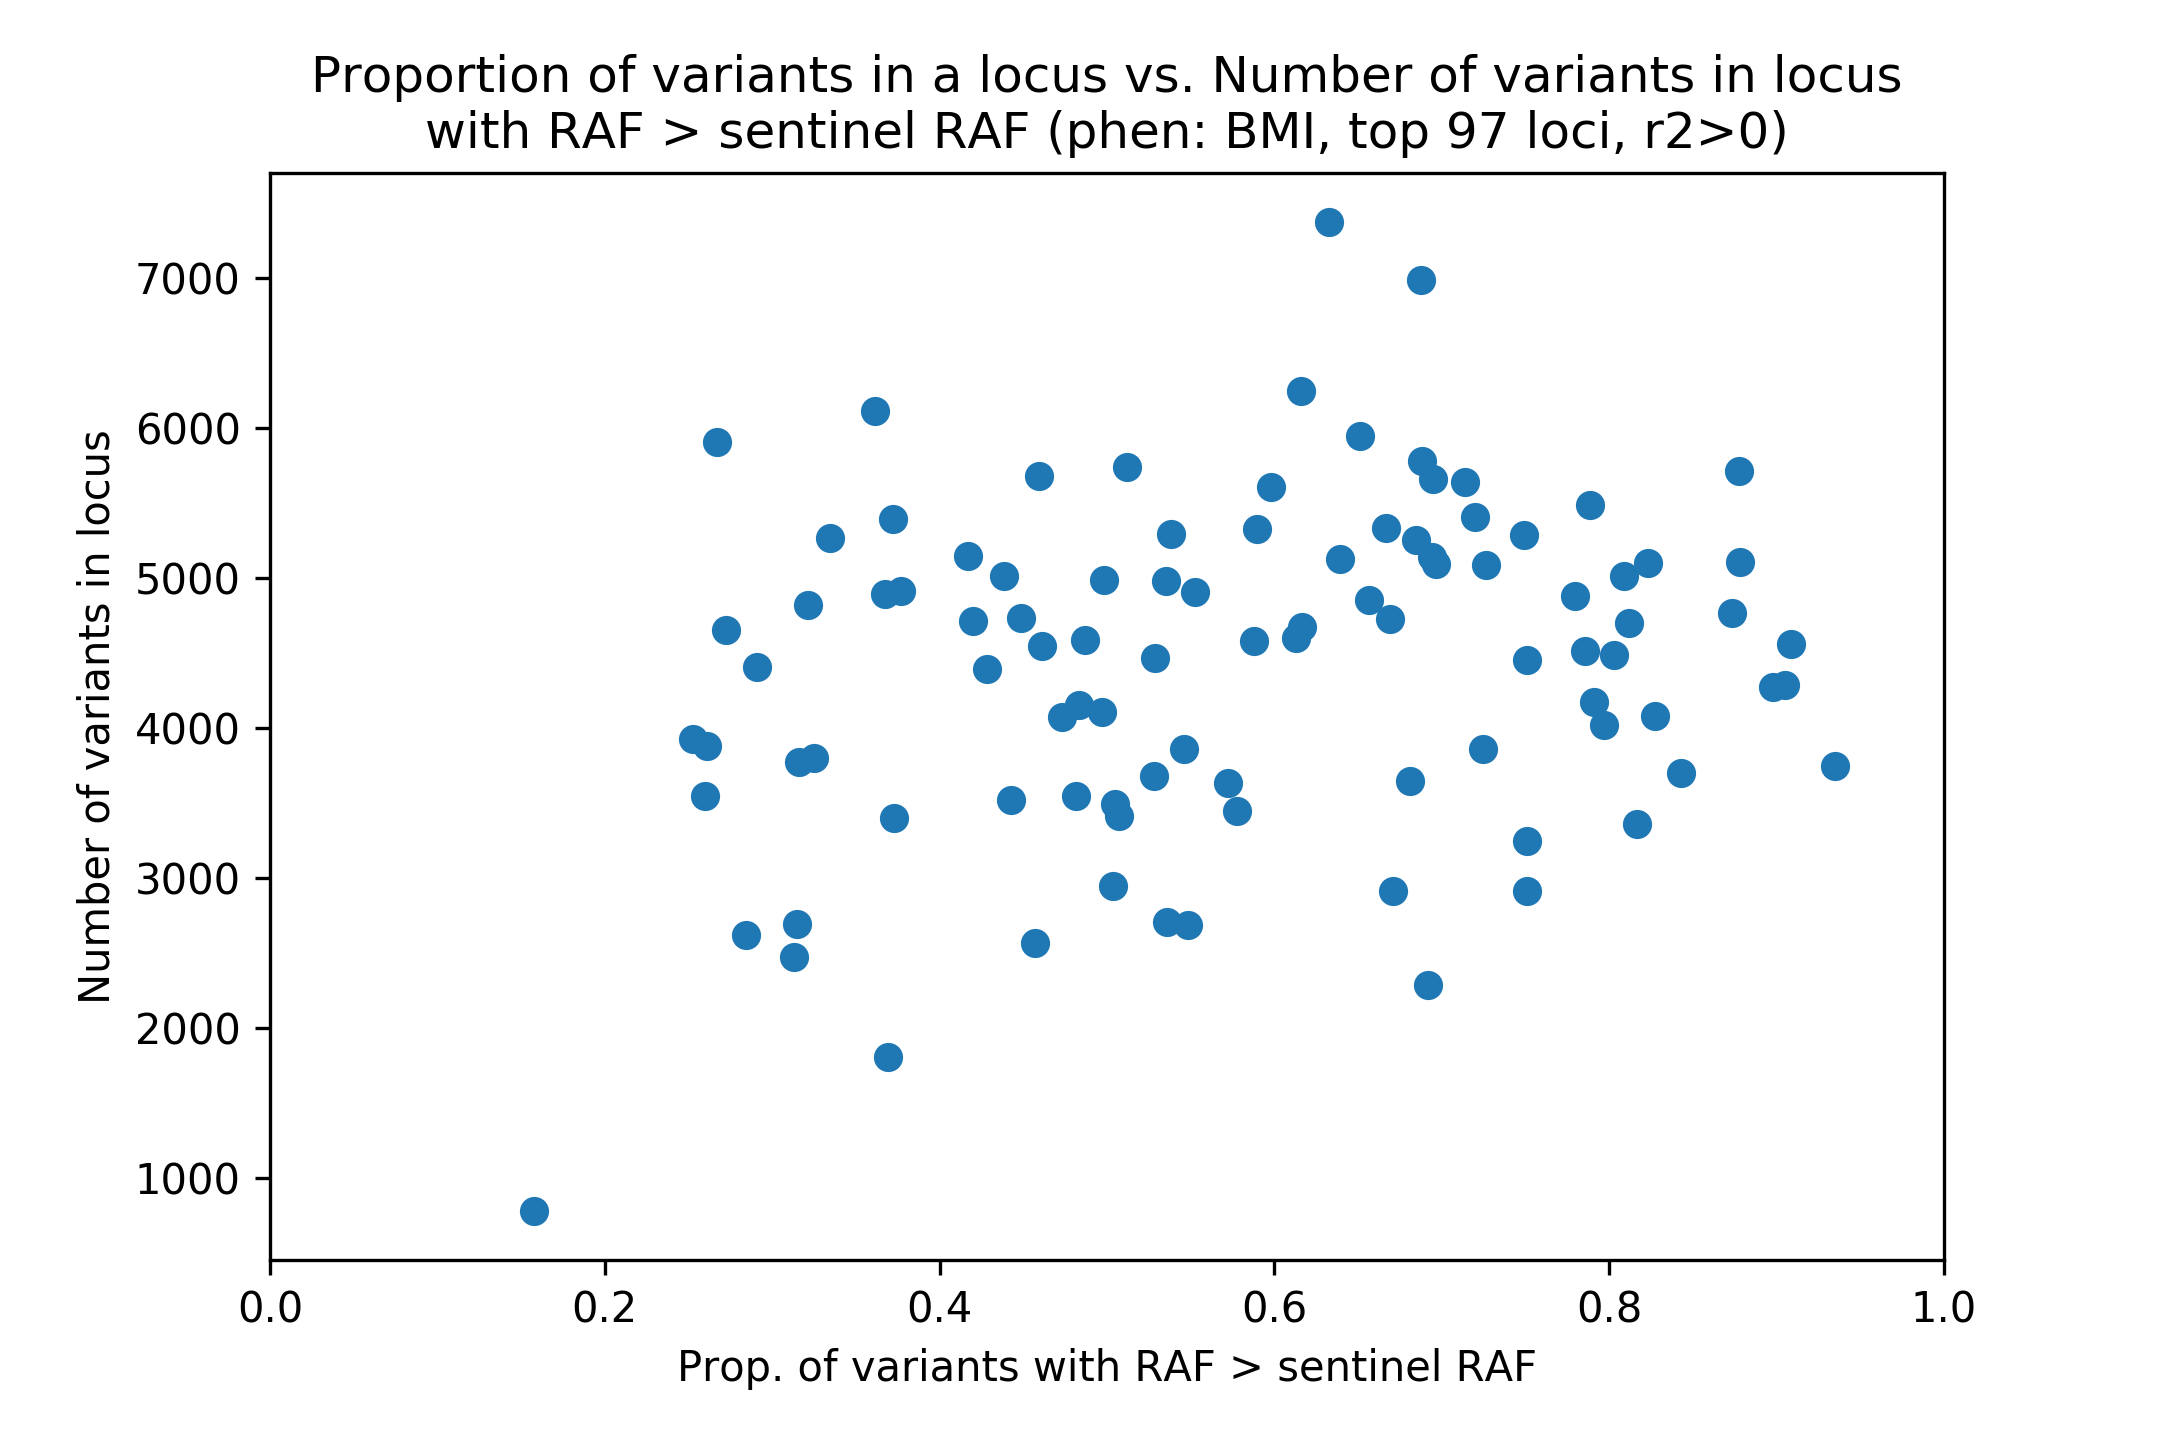 Proportion of variants in a locus vs. Number of variants in locus
with RAF > sentinel RAF (phen: BMI, top 97 loci, r2>0)
Number of variants in locus
7000
6000
5000
4000
3000
2000
1000
0.0 0.2 0.4 0.6 0.8 1.0
Prop. of variants with RAF > sentinel RAF